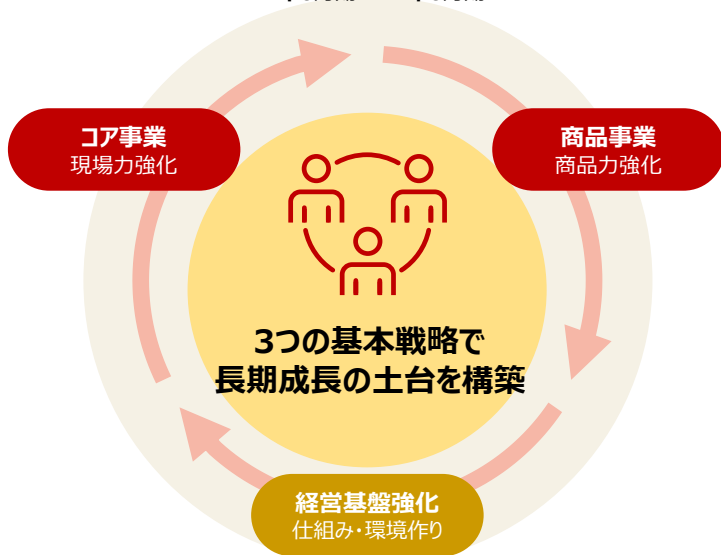 コア事業
現場力強化
商品事業
商品力強化
3つの基本戦略で
長期成長の土台を構築
経営基盤強化
仕組み・環境作り